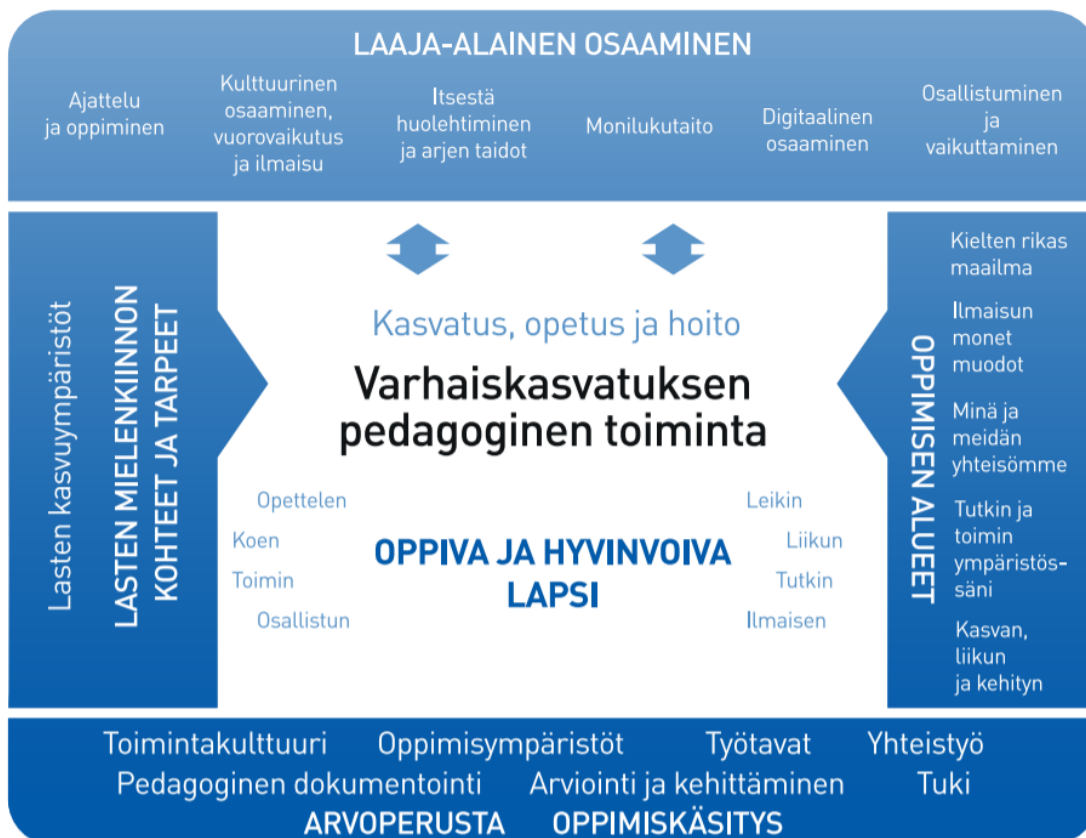 LAAJA-ALAINEN OSAAMINEN
Ajattelu
ja oppiminen
Kulttuurinen
osaaminen,
vuorovaikutus
ja ilmaisu
Itsestä
huolehtiminen
ja arjen taidot
Monilukutaito
Digitaalinen
osaaminen
Osallistuminen
ja
vaikuttaminen
Lasten kasvuympäristöt
LASTEN MIELENKIINNON
KOHTEET JA TARPEET
Kasvatus, opetus ja hoito
Varhaiskasvatuksen
pedagoginen toiminta
Opettelen
Koen
Toimin
Osallistun
OPPIVA JA HYVINVOIVA
LAPSI
Leikin
Liikun
Tutkin
Ilmaisen
OPPIMISEN ALUEET
Kielten rikas
maailma
Ilmaisun
monet
muodot
Minä ja
meidän
yhteisömme
Tutkin ja
toimin
ympäristös-
säni
Kasvan,
liikun
ja kehityn
Toimintakulttuuri Oppimisympäristöt Työtavat Yhteistyö
Pedagoginen dokumentointi Arviointi ja kehittäminen Tuki
ARVOPERUSTA OPPIMISKÄSITYS